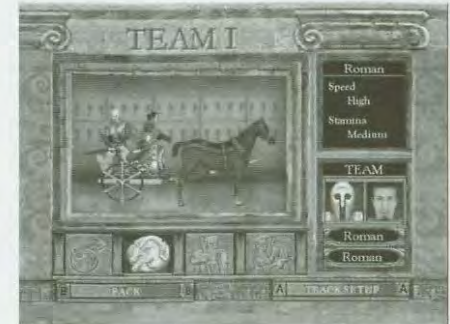 TEAM I
Roman
Speed
High
Stamina
Medium
TEAM
Roman
Roman
B BACK B
A TRACK SETUP A